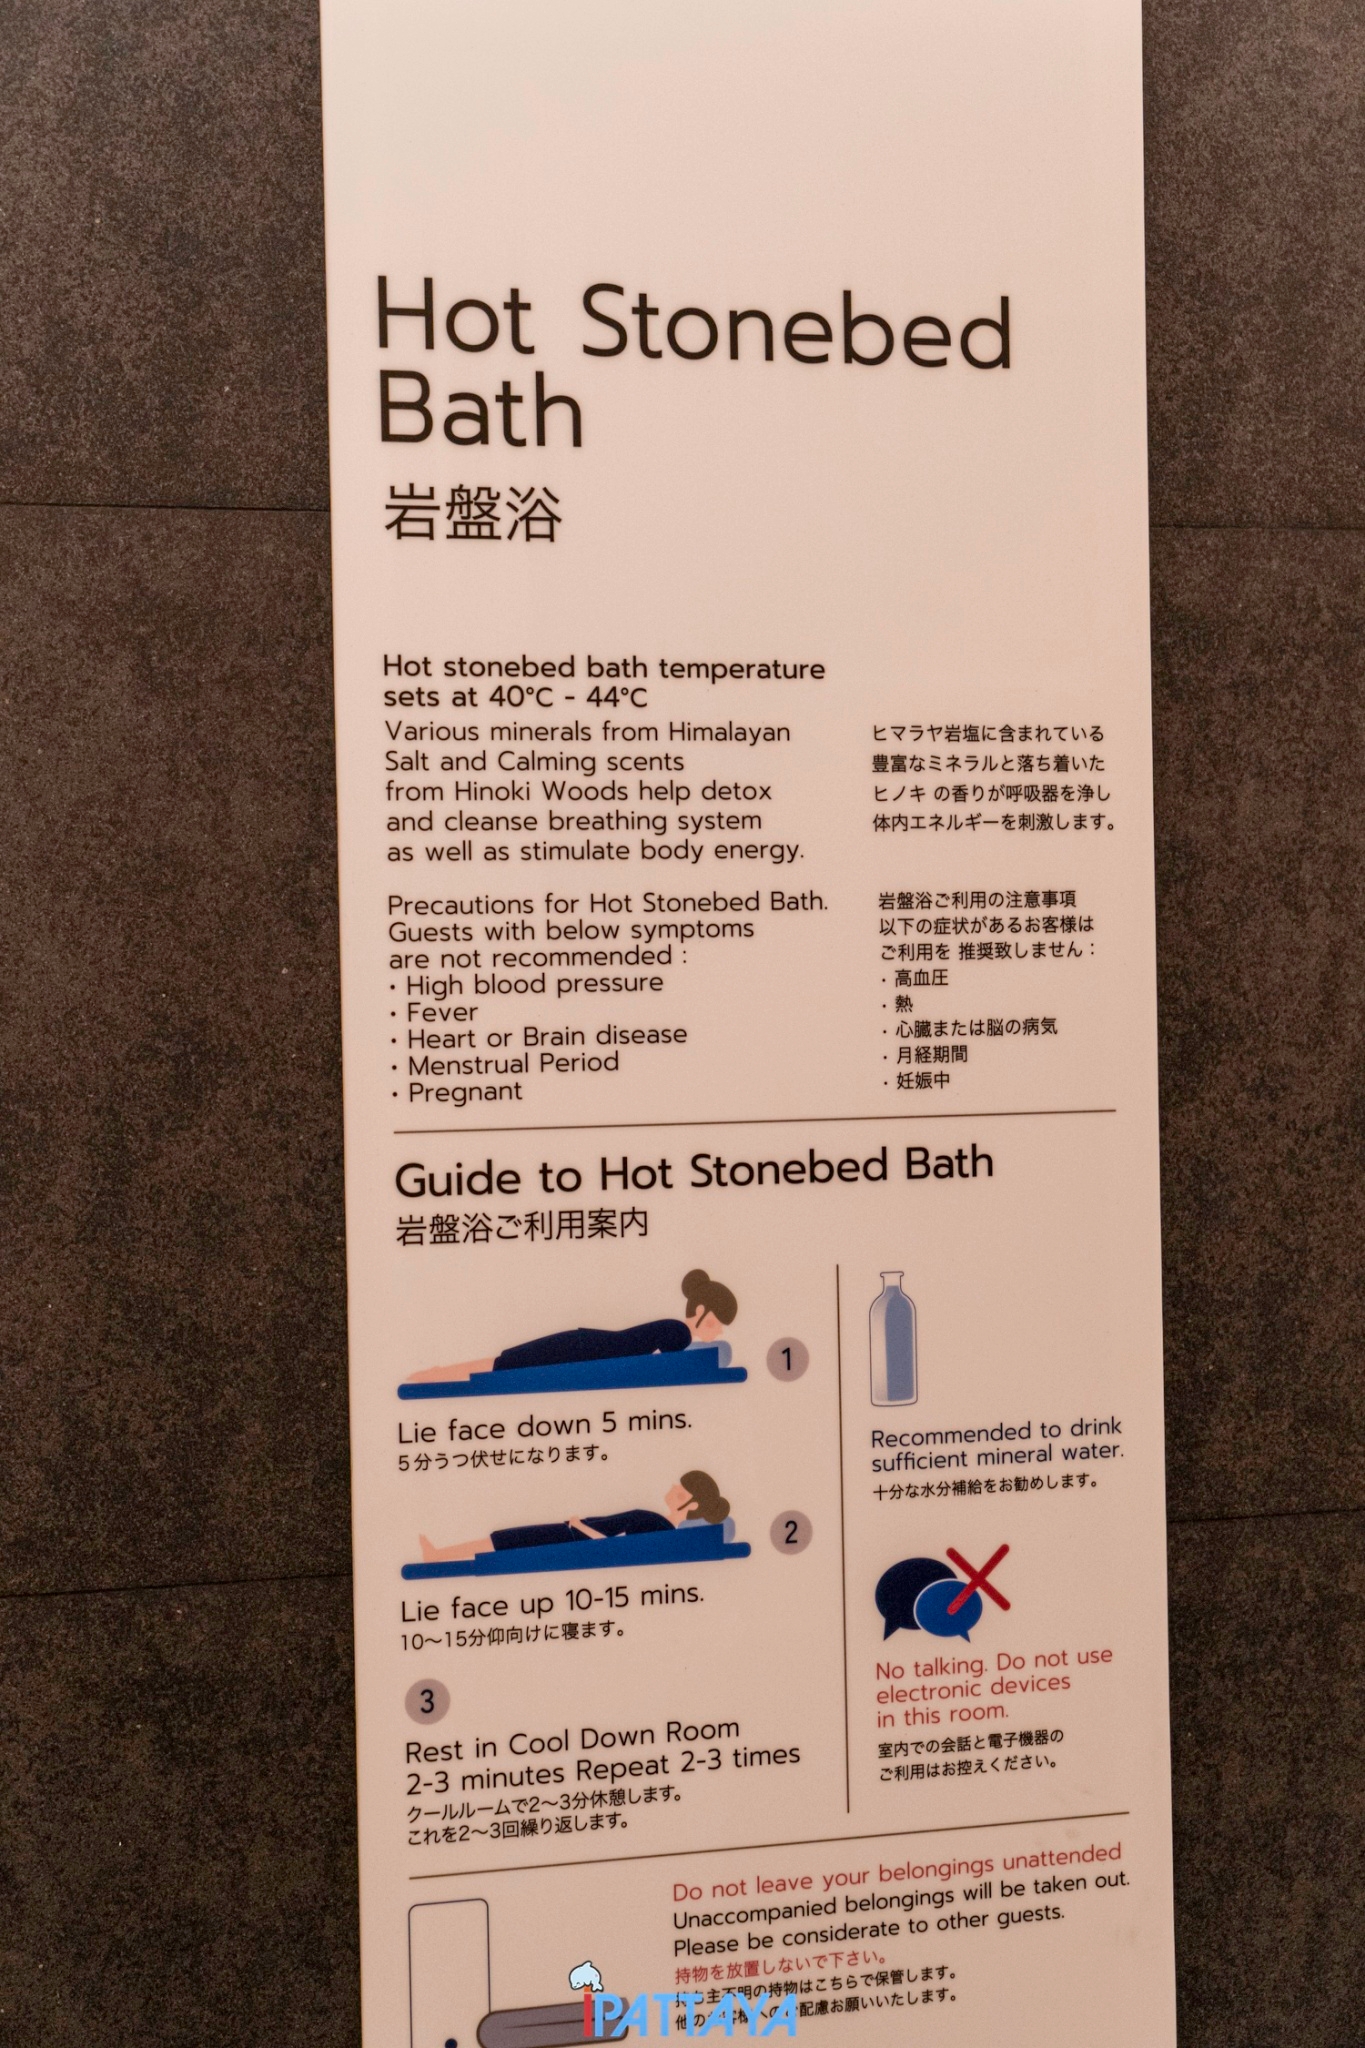 Hot Stonebed
Bath
岩盤浴
Hot stonebed bath temperature
sets at 40°C - 44°C
Various minerals from Himalayan
Salt and Calming scents
from Hinoki Woods help detox
and cleanse breathing system
as well as stimulate body energy.
ヒマラヤ岩塩に含まれている
豊富なミネラルと落ち着いた
ヒノキ の香りが呼吸器を浄し
体内エネルギーを刺激します。
Precautions for Hot Stonebed Bath.
Guests with below symptoms
are not recommended :
・High blood pressure
・Fever
・Heart or Brain disease
・Menstrual Period
・Pregnant
岩盤浴ご利用の注意事項
以下の症状があるお客様は
ご利用を 推奨致しません：
・高血圧
・熱
・心臓または脳の病気
・月経期間
・妊娠中
Guide to Hot Stonebed Bath
岩盤浴ご利用案内
1
Lie face down 5 mins.
5分うつ伏せになります。
2
Lie face up 10-15 mins.
10～15分仰向けに寝ます。
3
Rest in Cool Down Room
2-3 minutes Repeat 2-3 times
クールルームで2～3分休憩します。
これを2～3回繰り返します。
Recommended to drink
sufficient mineral water.
十分な水分補給をお勧めします。
No talking. Do not use
electronic devices
in this room.
室内での会話と電子機器の
ご利用はお控えください。
Do not leave your belongings unattended
Unaccompanied belongings will be taken out.
Please be considerate to other guests.
持物を放置しないで下さい。
持ち主不明の持物はこちらで保管します。
他の 配慮お願いいたします。
iPATTAYA